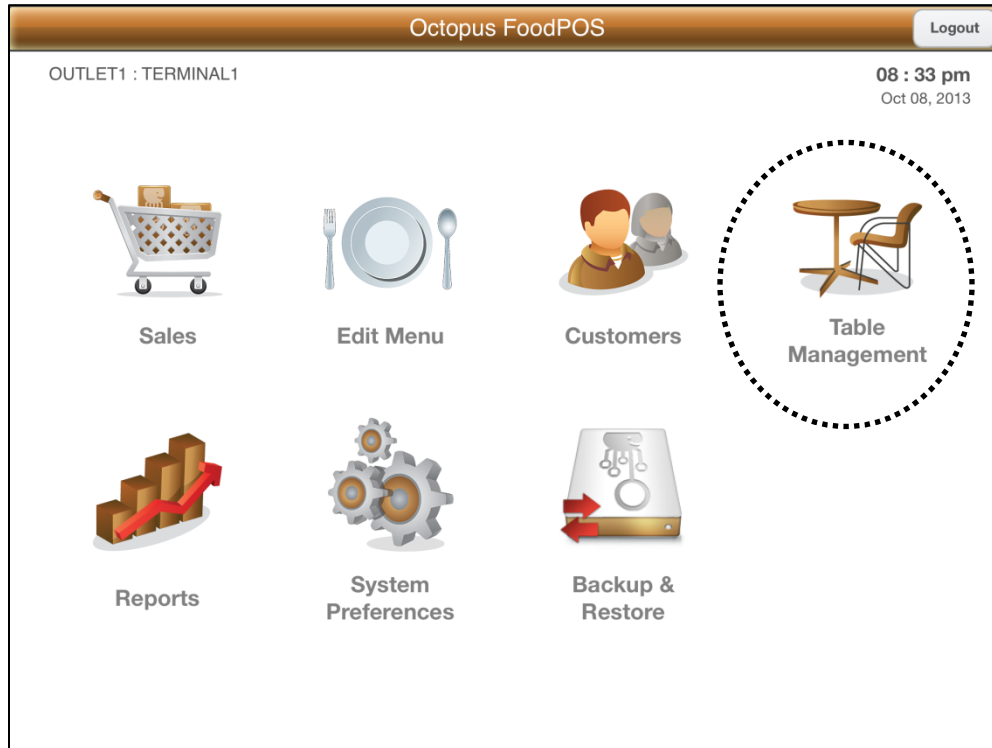 Octopus FoodPOS
Logout
OUTLET1 : TERMINAL1
08 : 33 pm
Oct 08, 2013
Sales
Edit Menu
Customers
Table
Management
Reports
System
Preferences
Backup &
Restore